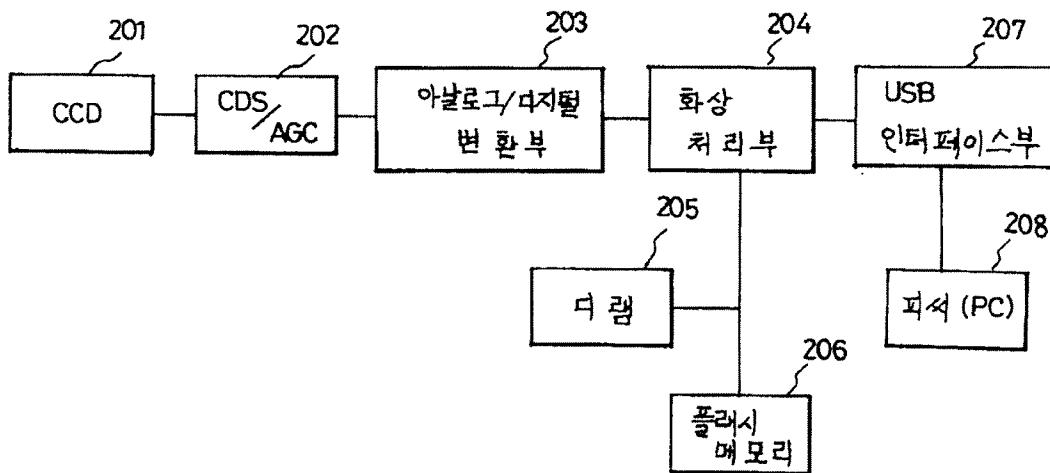 201
CCD
202
CDS/
AGC
203
아날로그/디지털
변환부
204
화상
처리부
207
USB
인터페이스부
205
디램
208
피씨(PC)
206
플래시
메모리